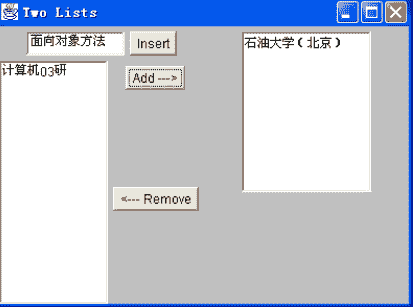 Two Lists
面向对象方法
Insert
石油大学（北京）
计算机03研
Add --->
<--- Remove